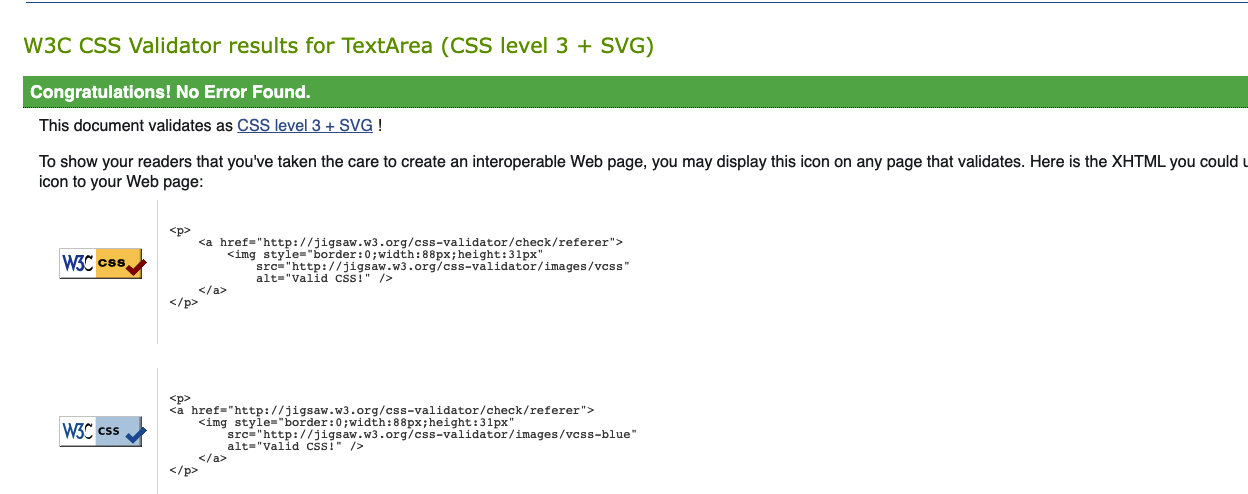 W3C CSS Validator results for TextArea (CSS level 3 + SVG)
Congratulations! No Error Found.
This document validates as CSS level 3 + SVG !
To show your readers that you've taken the care to create an interoperable Web page, you may display this icon on any page that validates. Here is the XHTML you could
icon to your Web page:
W3C css
<p>
    <a href="http://jigsaw.w3.org/css-validator/check/referer">
        <img style="border:0;width:88px;height:31px"
            src="http://jigsaw.w3.org/css-validator/images/vcss"
            alt="Valid CSS!" />
    </a>
</p>
W3C css
<p>
<a href="http://jigsaw.w3.org/css-validator/check/referer">
    <img style="border:0;width:88px;height:31px"
        src="http://jigsaw.w3.org/css-validator/images/vcss-blue"
        alt="Valid CSS!" />
    </a>
</p>